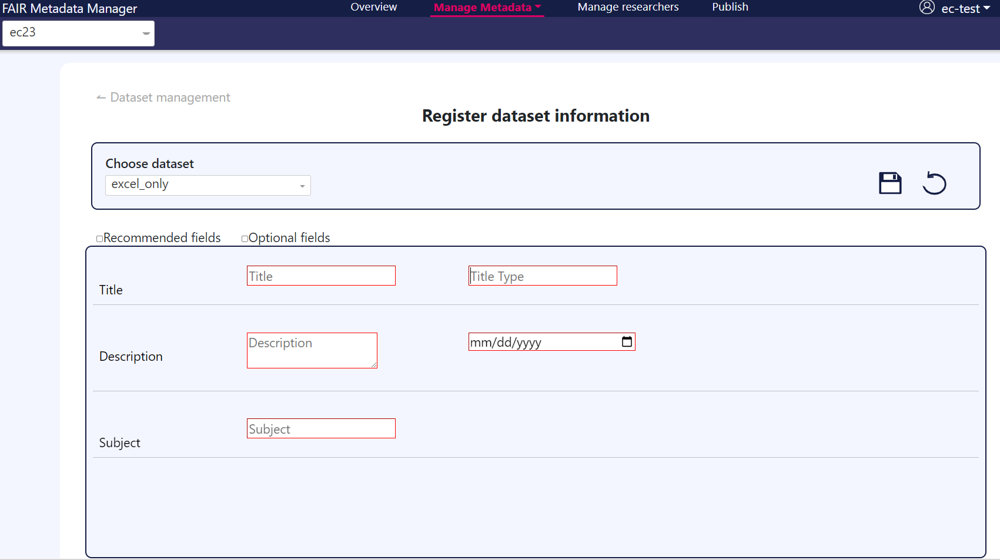 FAIR Metadata Manager
Overview
Manage Metadata
Manage researchers
Publish
ec-test
ec23
Dataset management
Register dataset information
Choose dataset
excel_only
Recommended fields
Optional fields
Title
Title Type
Title
Description
mm/dd/yyyy
Description
Subject
Subject